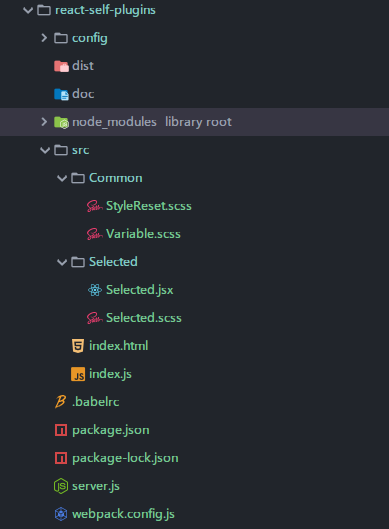 react-self-plugins
config
dist
doc
node_modules library root
src
Common
StyleReset.scss
Variable.scss
Selected
Selected.jsx
Selected.scss
index.html
index.js
.babelrc
package.json
package-lock.json
server.js
webpack.config.js